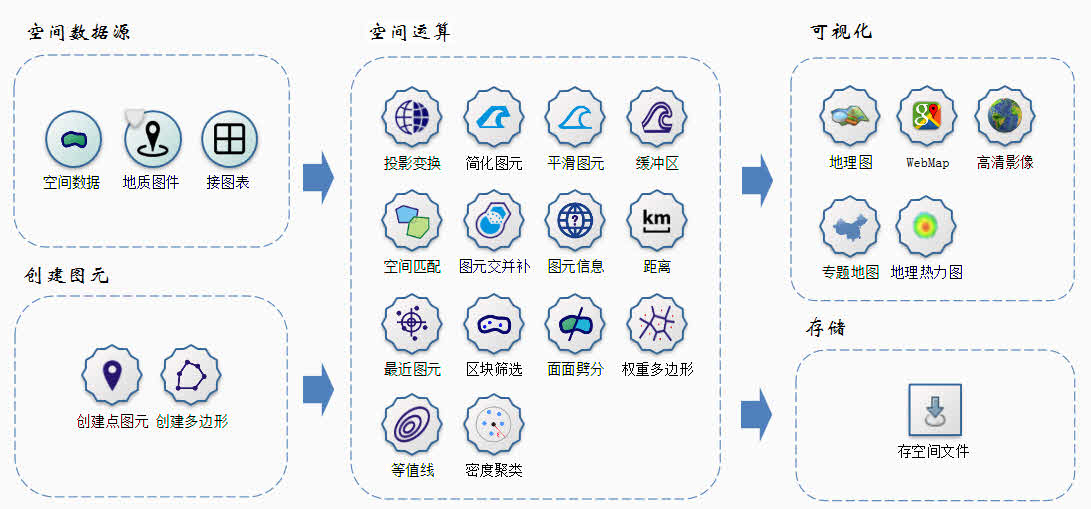 空间数据源
空间数据
地质图件
接图表
创建图元
创建点图元
创建多边形
空间运算
投影变换
简化图元
平滑图元
缓冲区
空间匹配
图元交并补
图元信息
km
距离
最近图元
区块筛选
面面劈分
权重多边形
等值线
密度聚类
可视化
地理图
WebMap
高清影像
专题地图
地理热力图
存储
存空间文件